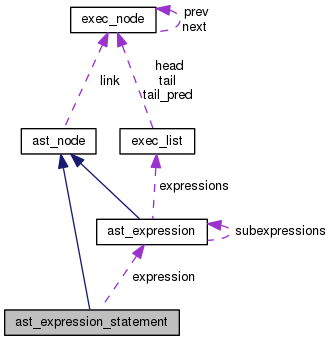 exec_node
prev
next
link
head
tail
tail_pred
ast_node
exec_list
expressions
ast_expression
subexpressions
expression
ast_expression_statement